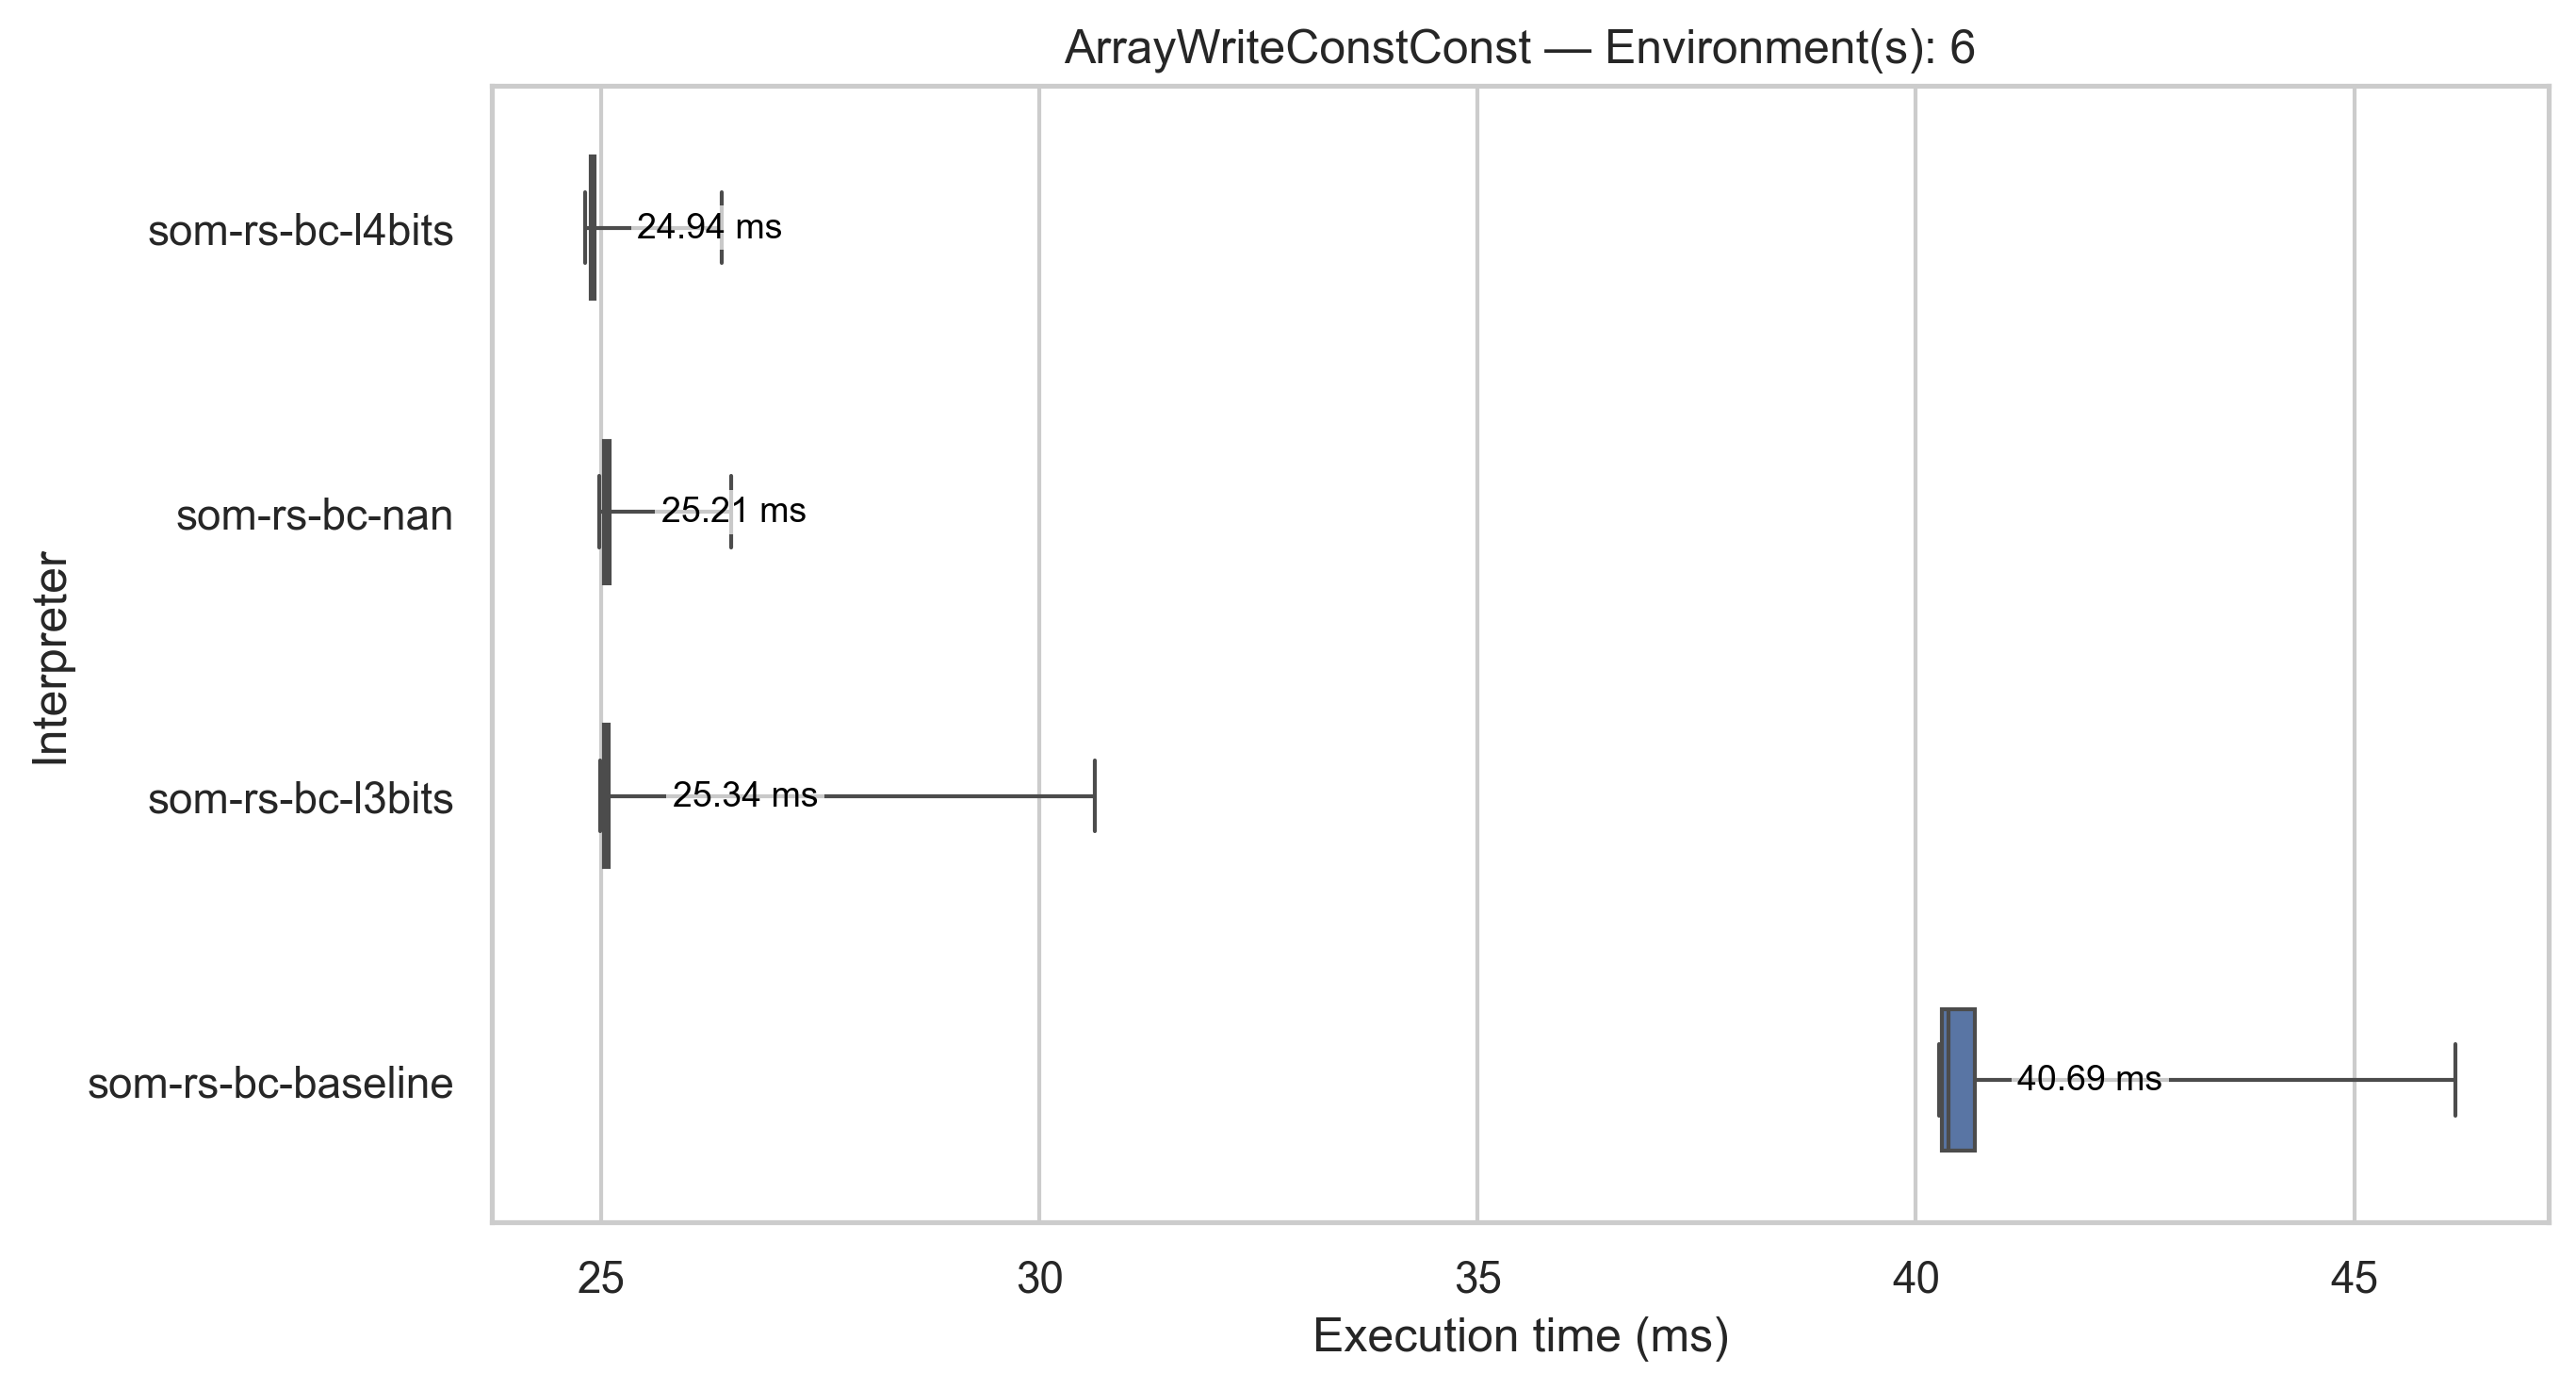 ArrayWriteConstConst — Environment(s): 6
Interpreter
som-rs-bc-l4bits
24.94 ms
som-rs-bc-nan
25.21 ms
som-rs-bc-l3bits
25.34 ms
som-rs-bc-baseline
40.69 ms
25 30 35 40 45
Execution time (ms)